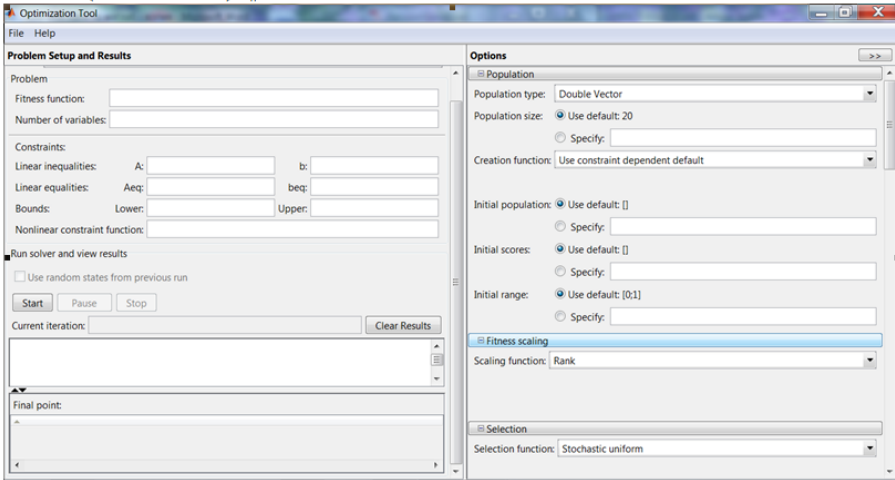 Optimization Tool
File Help
Problem Setup and Results
Problem
Fitness function:
Number of variables:
Constraints:
Linear inequalities: A: b:
Linear equalities: Aeq: beq:
Bounds: Lower: Upper:
Nonlinear constraint function:
Run solver and view results
Use random states from previous run
Start Pause Stop
Current iteration: Clear Results
Final point:
Options >>
Population
Population type: Double Vector
Population size: Use default: 20
Specify:
Creation function: Use constraint dependent default
Initial population: Use default: []
Specify:
Initial scores: Use default: []
Specify:
Initial range: Use default: [0;1]
Specify:
Fitness scaling
Scaling function: Rank
Selection
Selection function: Stochastic uniform